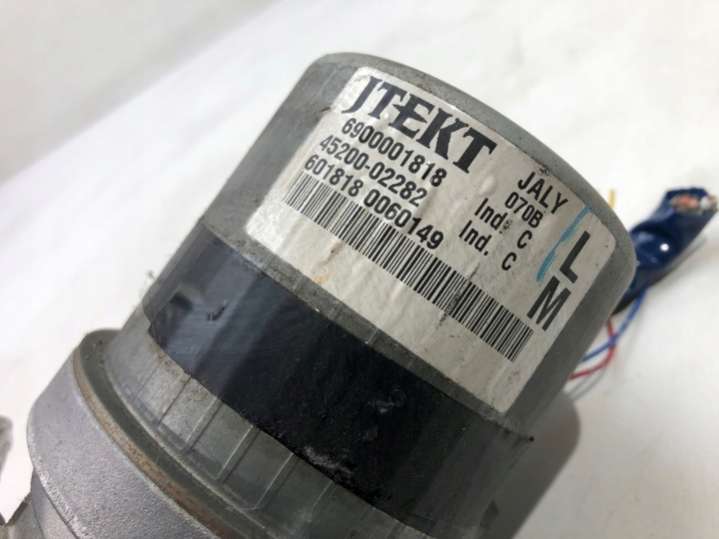 JTEKT
6900001818 JALY
45200-02282 070B
601818 0060149 Ind. C
Ind. C
L M